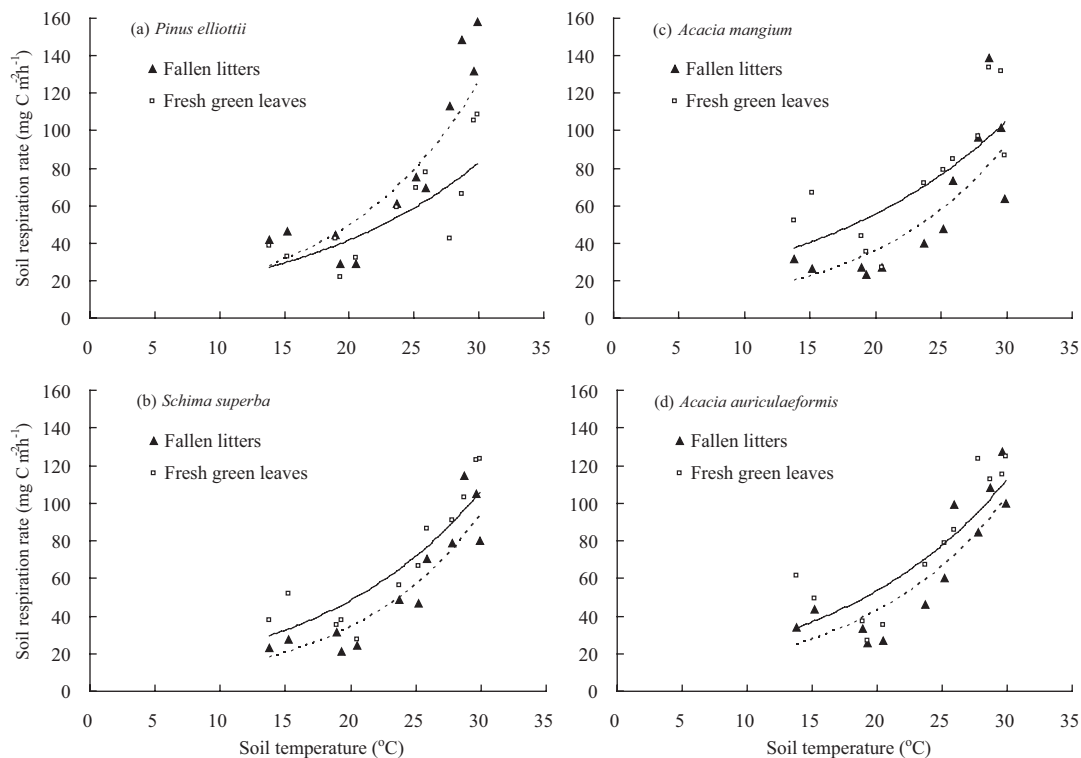 (a) Pinus elliottii
▲ Fallen litters
▫ Fresh green leaves
Soil respiration rate (mg C m-2h-1)
160
140
120
100
80
60
40
20
0
0 5 10 15 20 25 30 35
(c) Acacia mangium
▲ Fallen litters
▫ Fresh green leaves
160
140
120
100
80
60
40
20
0
0 5 10 15 20 25 30 35
(b) Schima superba
▲ Fallen litters
▫ Fresh green leaves
Soil respiration rate (mg C m-2h-1)
160
140
120
100
80
60
40
20
0
0 5 10 15 20 25 30 35
Soil temperature (oC)
(d) Acacia auriculaeformis
▲ Fallen litters
▫ Fresh green leaves
160
140
120
100
80
60
40
20
0
0 5 10 15 20 25 30 35
Soil temperature (oC)